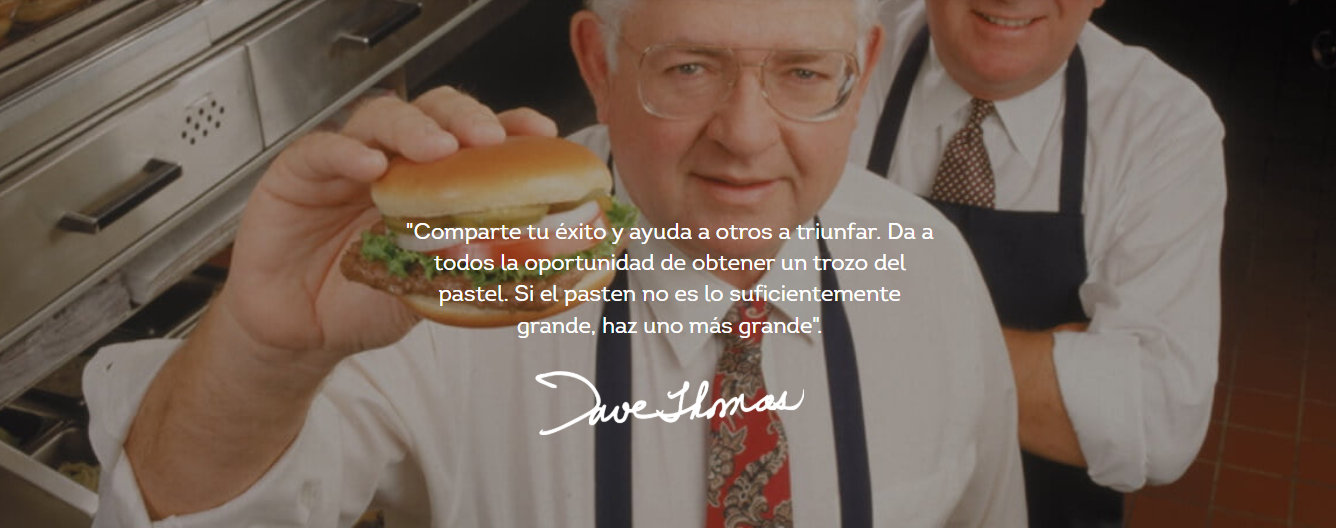 "Comparte tu éxito y ayuda a otros a triunfar. Da a
todos la oportunidad de obtener un trozo del
pastel. Si el pasten no es lo suficientemente
grande, haz uno más grande".
Dave Thomas